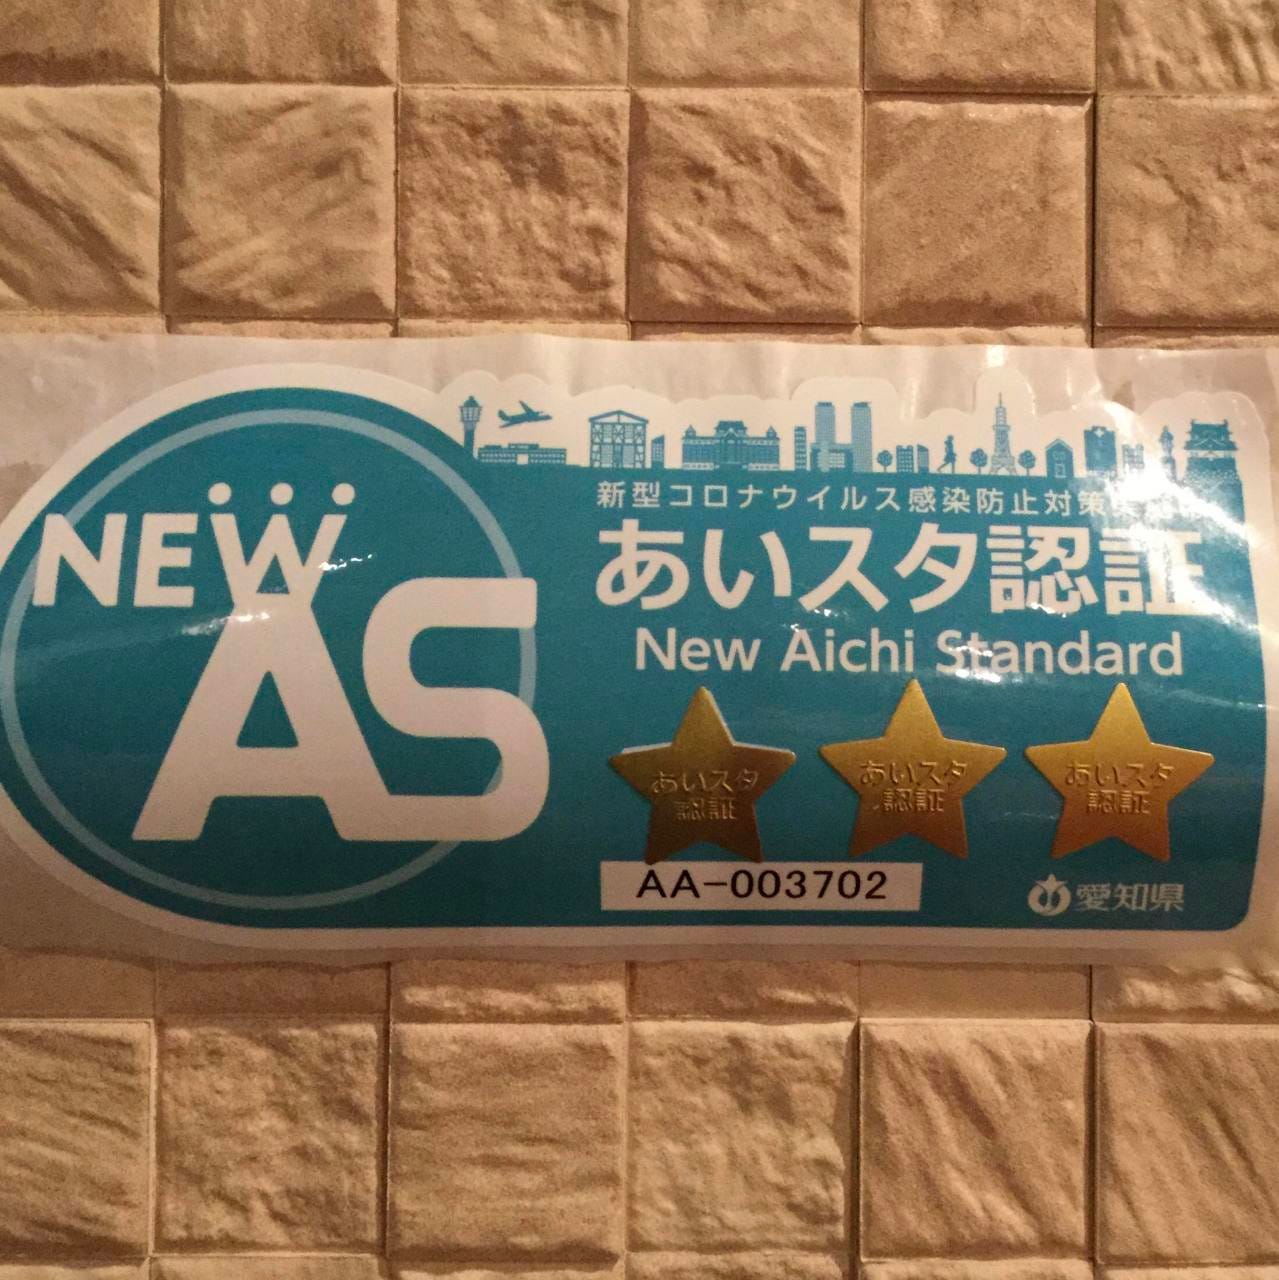 NEW
AS
新型コロナウイルス感染防止対策
あいスタ認証
New Aichi Standard
あいスタ
認証
あいスタ
認証
あいスタ
認証
AA-003702
愛知県